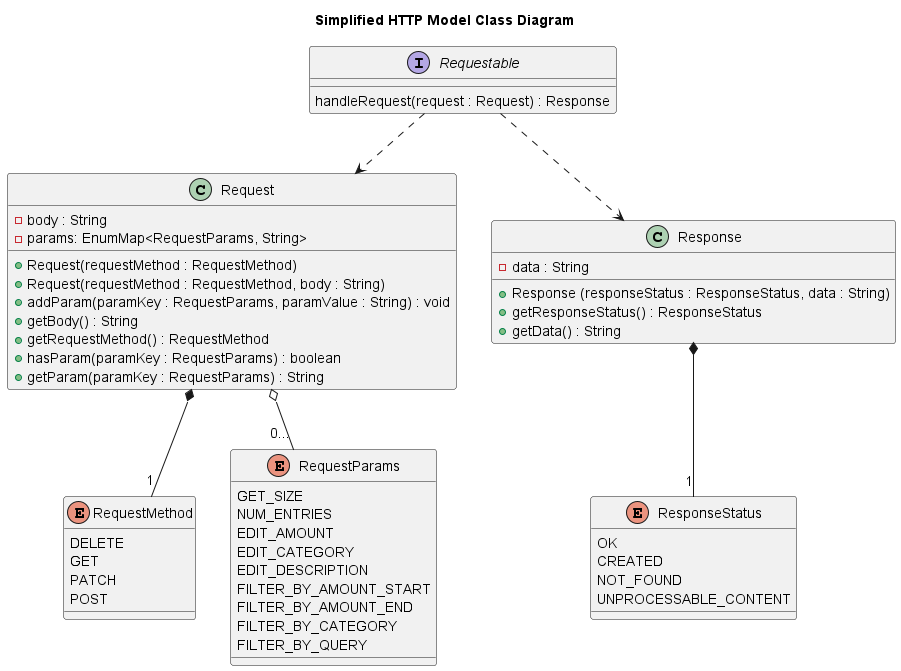 Simplified HTTP Model Class Diagram
I Requestable
handleRequest(request : Request) : Response
C Request
body : String
params: EnumMap<RequestParams, String>
Request(requestMethod : RequestMethod)
Request(requestMethod : RequestMethod, body : String)
addParam(paramKey : RequestParams, paramValue : String) : void
getBody() : String
getRequestMethod() : RequestMethod
hasParam(paramKey : RequestParams) : boolean
getParam(paramKey : RequestParams) : String
C Response
data : String
Response (responseStatus : ResponseStatus, data : String)
getResponseStatus() : ResponseStatus
getData() : String
1
0...
1
E RequestMethod
DELETE
GET
PATCH
POST
E RequestParams
GET_SIZE
NUM_ENTRIES
EDIT_AMOUNT
EDIT_CATEGORY
EDIT_DESCRIPTION
FILTER_BY_AMOUNT_START
FILTER_BY_AMOUNT_END
FILTER_BY_CATEGORY
FILTER_BY_QUERY
E ResponseStatus
OK
CREATED
NOT_FOUND
UNPROCESSABLE_CONTENT